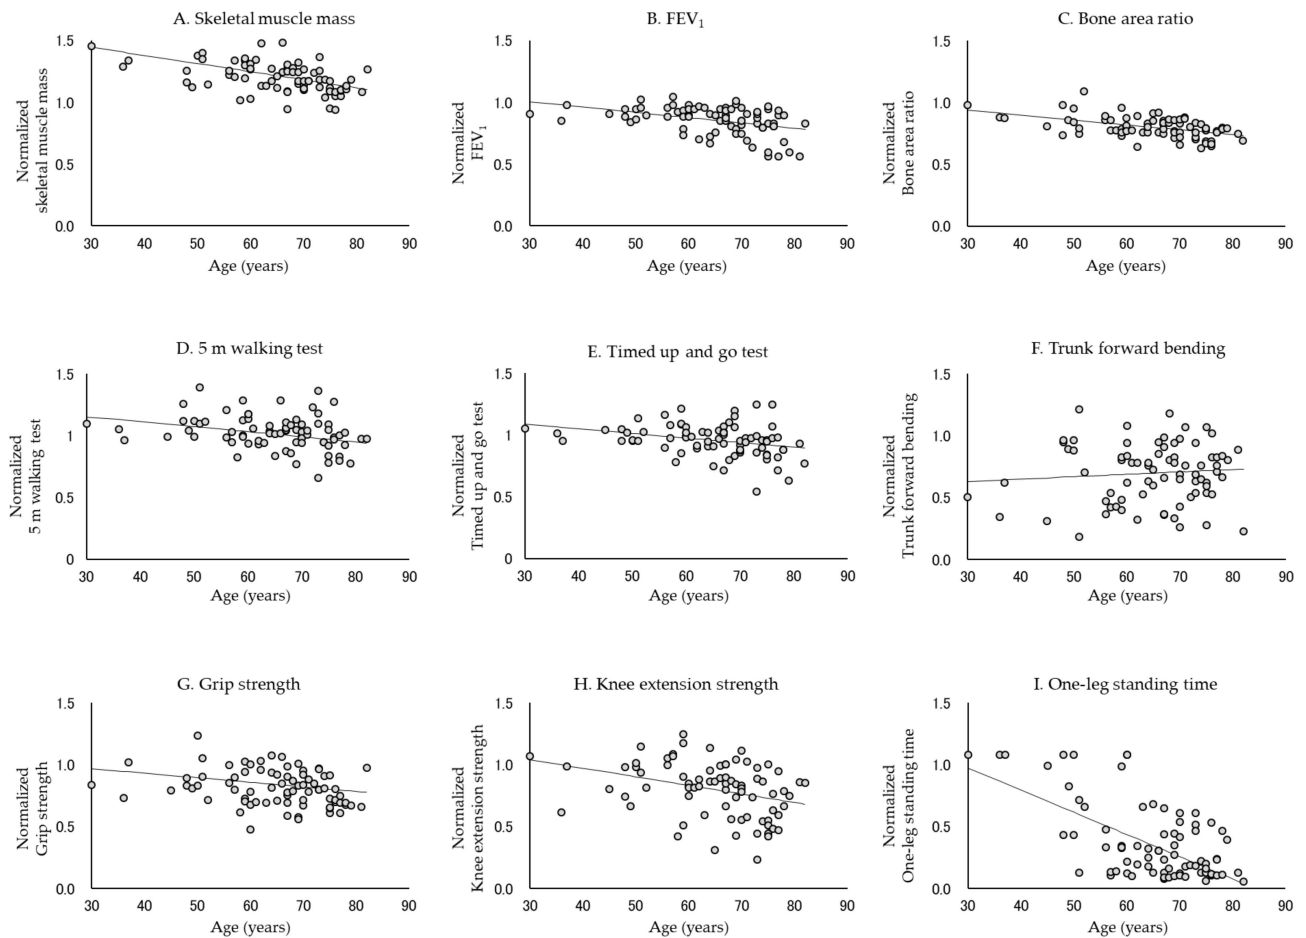 A. Skeletal muscle mass
B. FEV1
C. Bone area ratio
1.5
1.0
0.5
0.0
Normalized
skeletal muscle mass
30 40 50 60 70 80 90
Age (years)
1.5
1.0
0.5
0.0
Normalized
FEV1
30 40 50 60 70 80 90
Age (years)
1.5
1.0
0.5
0.0
Normalized
Bone area ratio
30 40 50 60 70 80 90
Age (years)
D. 5 m walking test
E. Timed up and go test
F. Trunk forward bending
1.5
1
0.5
0
Normalized
5 m walking test
30 40 50 60 70 80 90
Age (years)
1.5
1
0.5
0
Normalized
Timed up and go test
30 40 50 60 70 80 90
Age (years)
1.5
1.0
0.5
0.0
Normalized
Trunk forward bending
30 40 50 60 70 80 90
Age (years)
G. Grip strength
H. Knee extension strength
I. One-leg standing time
1.5
1.0
0.5
0.0
Normalized
Grip strength
30 40 50 60 70 80 90
Age (years)
1.5
1.0
0.5
0.0
Normalized
Knee extension strength
30 40 50 60 70 80 90
Age (years)
1.5
1.0
0.5
0.0
Normalized
One-leg standing time
30 40 50 60 70 80 90
Age (years)